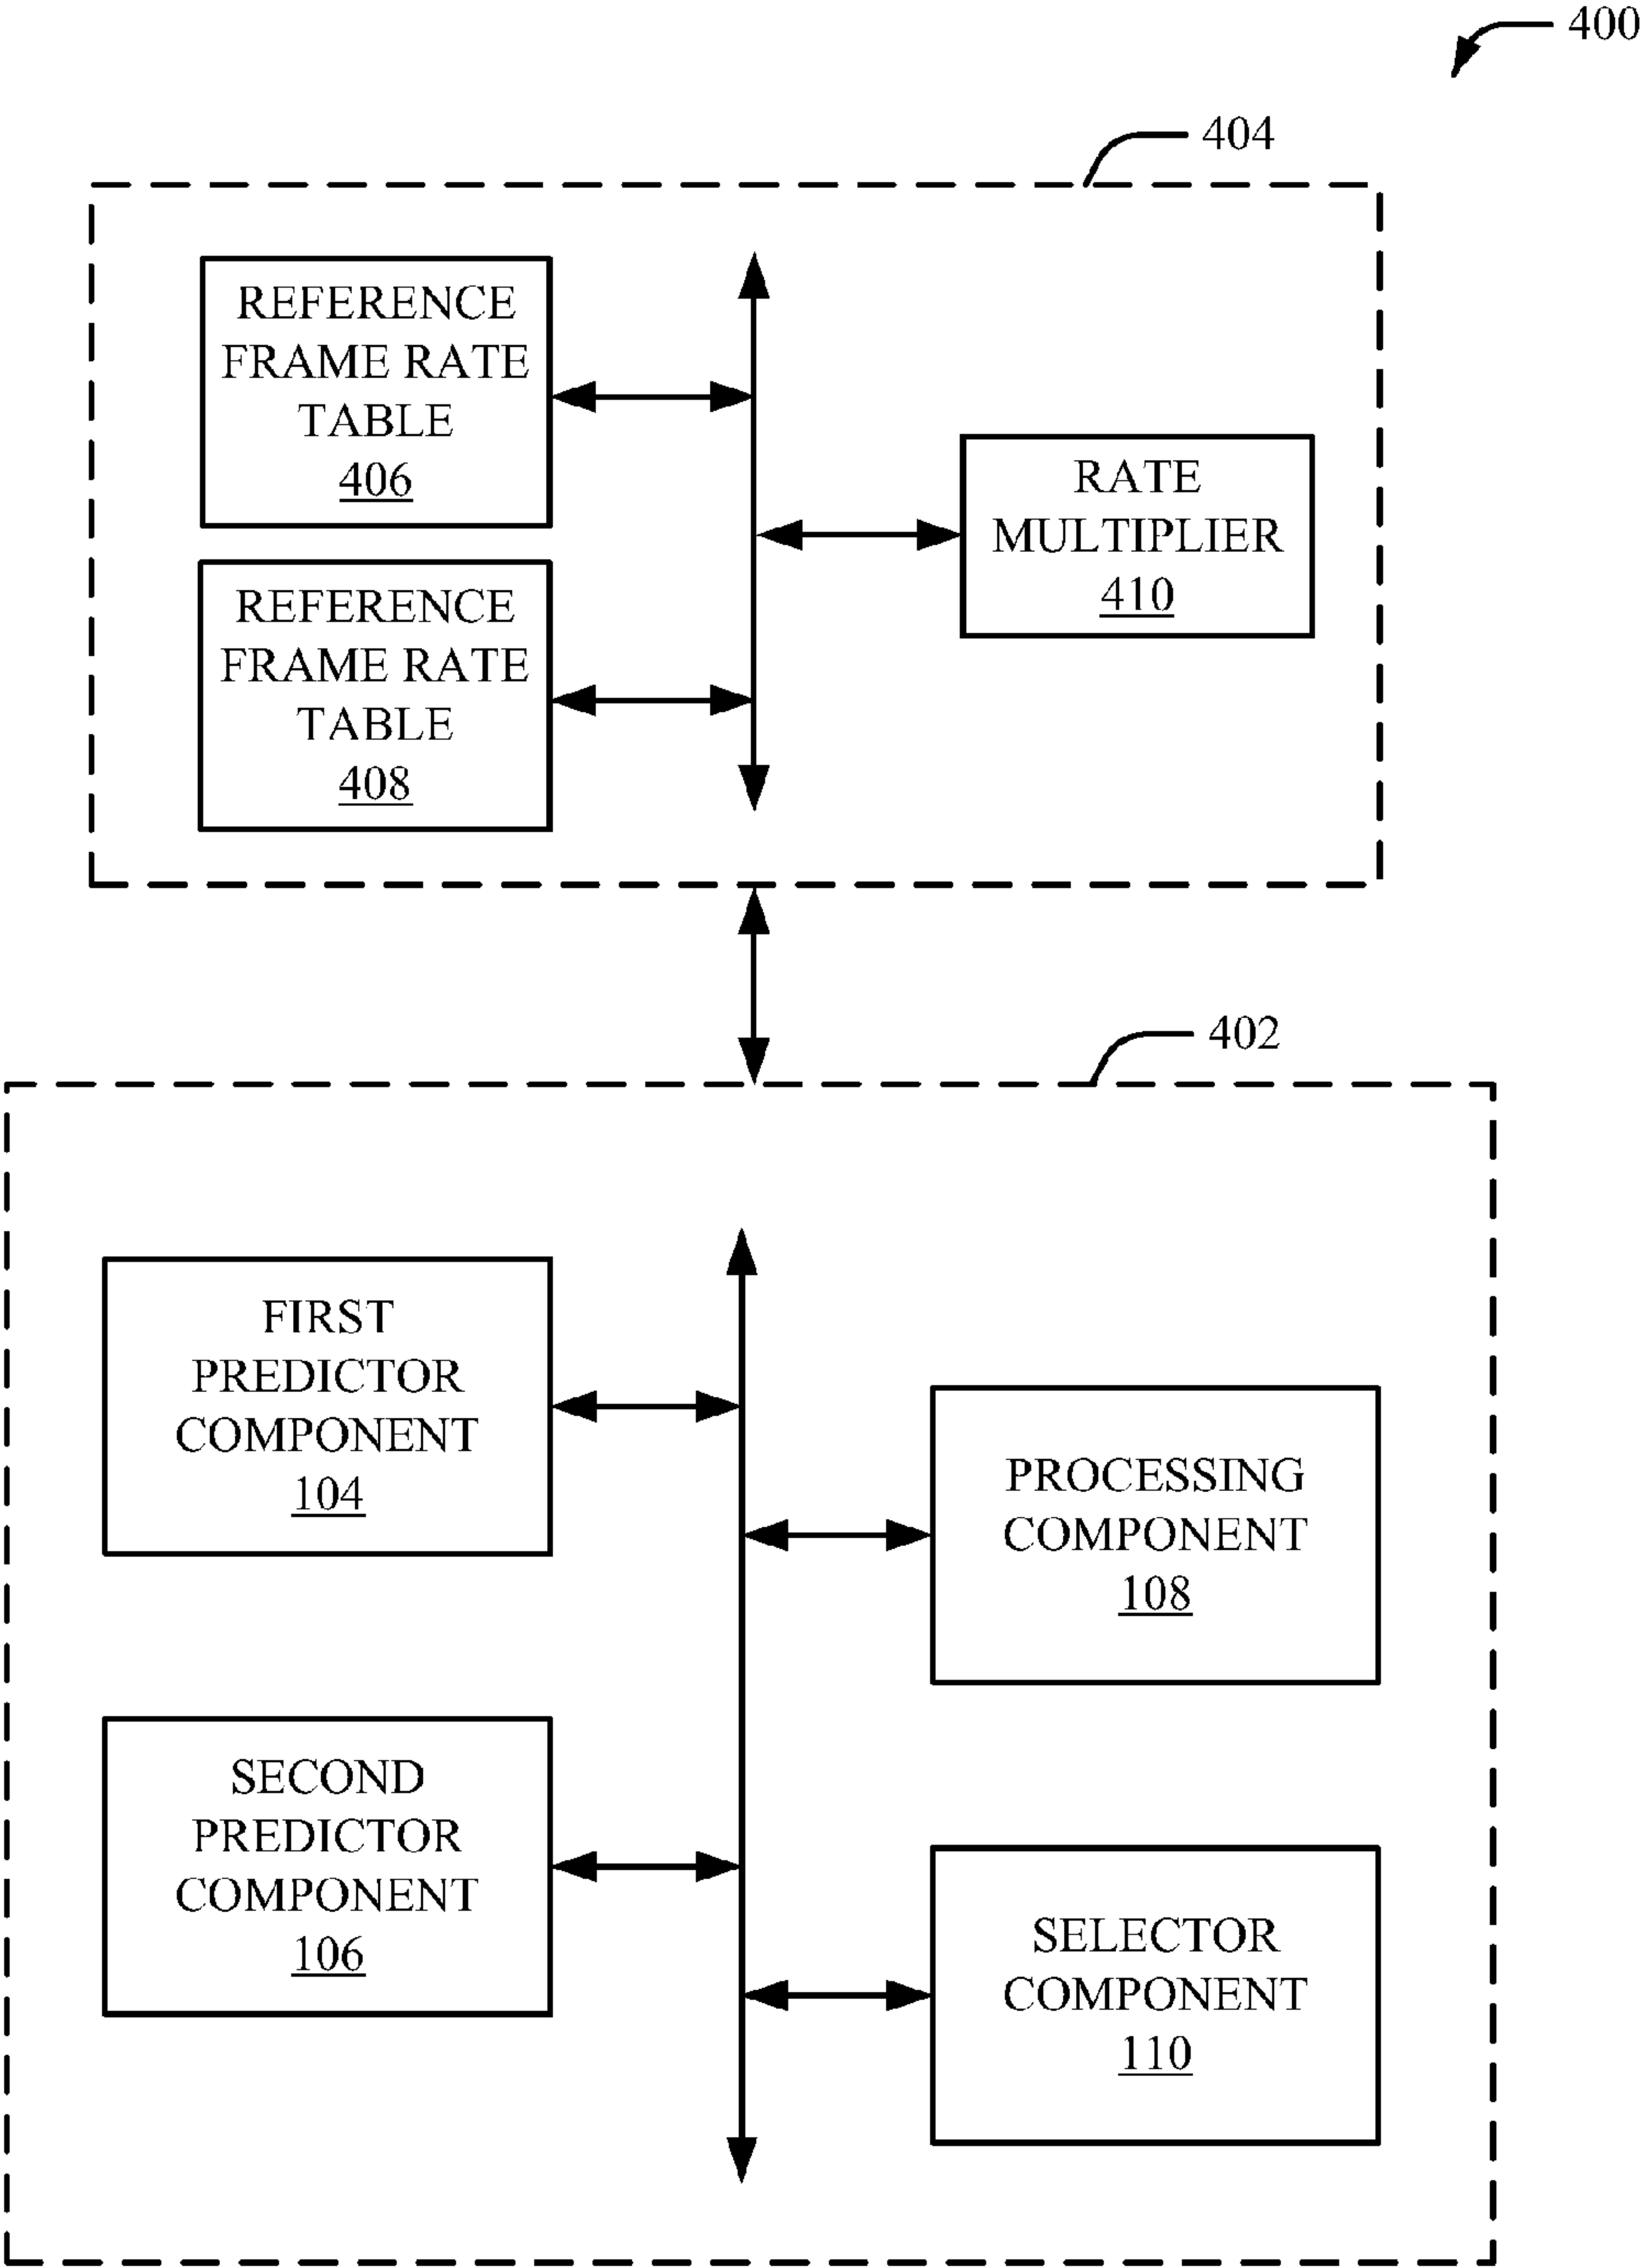 400
404
REFERENCE
FRAME RATE
TABLE
406
RATE
MULTIPLIER
410
REFERENCE
FRAME RATE
TABLE
408
402
FIRST
PREDICTOR
COMPONENT
104
PROCESSING
COMPONENT
108
SECOND
PREDICTOR
COMPONENT
106
SELECTOR
COMPONENT
110